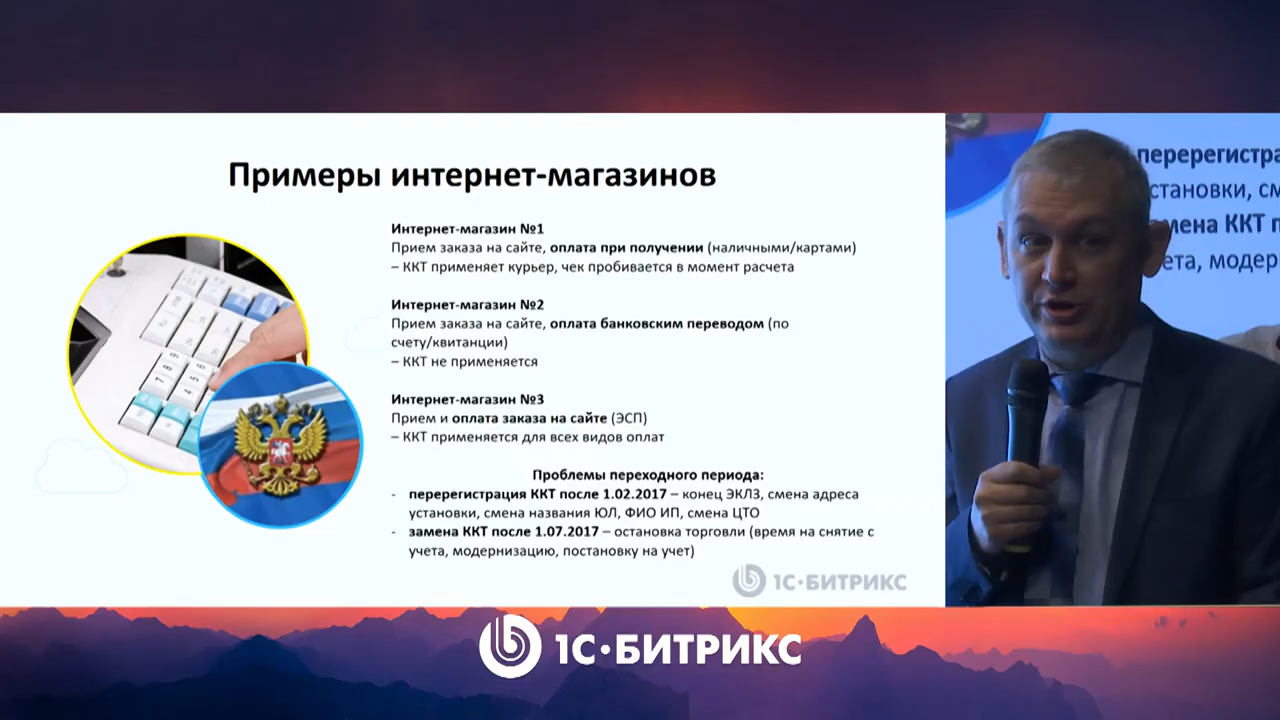 Примеры интернет-магазинов
Интернет-магазин №1
Прием заказа на сайте, оплата при получении (наличными/картами)
– ККТ применяет курьер, чек пробивается в момент расчета
Интернет-магазин №2
Прием заказа на сайте, оплата банковским переводом (по
счету/квитанции)
– ККТ не применяется
Интернет-магазин №3
Прием и оплата заказа на сайте (ЭСП)
– ККТ применяется для всех видов оплат
Проблемы переходного периода:
- перерегистрация ККТ после 1.02.2017 – конец ЭКЛЗ, смена адреса
установки, смена названия ЮЛ, ФИО ИП, смена ЦТО
- замена ККТ после 1.07.2017 – остановка торговли (время на снятие с
учета, модернизацию, постановку на учет)
1С·БИТРИКС
перерегистра
становки, см
мена ККТ п
ета, модер
1С·БИТРИКС